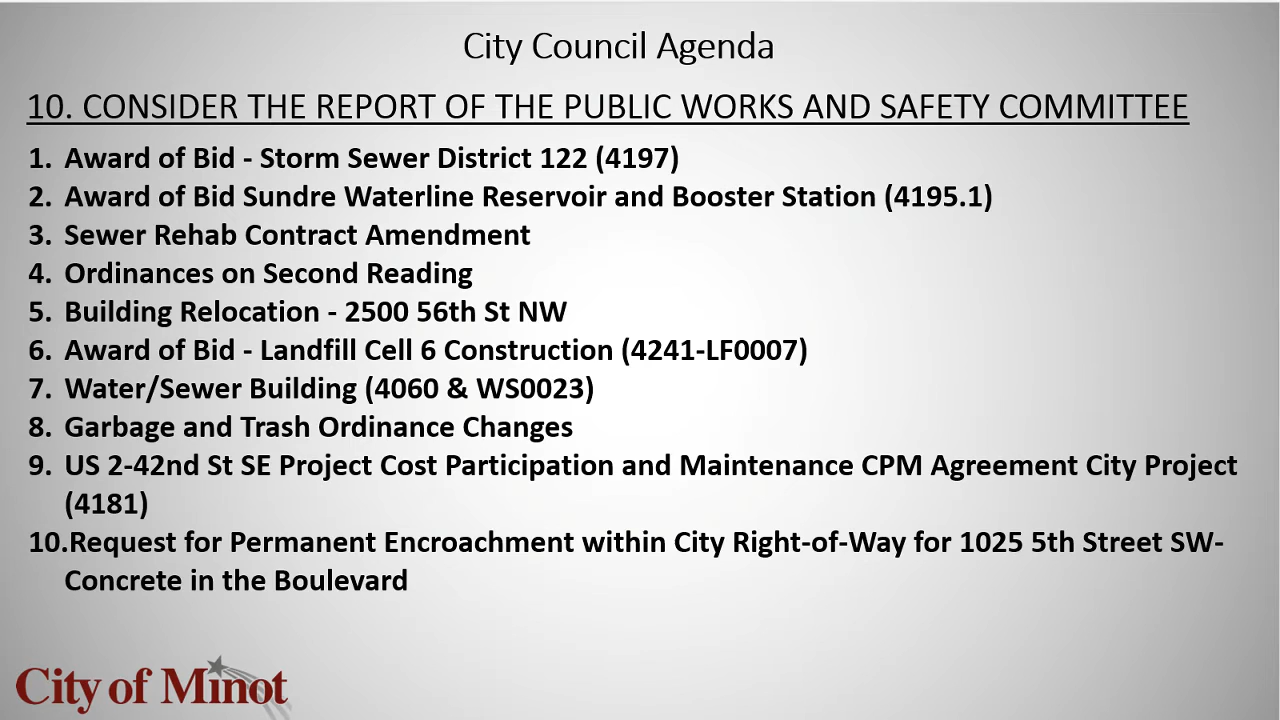 City Council Agenda
10. CONSIDER THE REPORT OF THE PUBLIC WORKS AND SAFETY COMMITTEE
1. Award of Bid - Storm Sewer District 122 (4197)
2. Award of Bid Sundre Waterline Reservoir and Booster Station (4195.1)
3. Sewer Rehab Contract Amendment
4. Ordinances on Second Reading
5. Building Relocation - 2500 56th St NW
6. Award of Bid - Landfill Cell 6 Construction (4241-LF0007)
7. Water/Sewer Building (4060 & WS0023)
8. Garbage and Trash Ordinance Changes
9. US 2-42nd St SE Project Cost Participation and Maintenance CPM Agreement City Project
(4181)
10.Request for Permanent Encroachment within City Right-of-Way for 1025 5th Street SW-
Concrete in the Boulevard
City of Minot